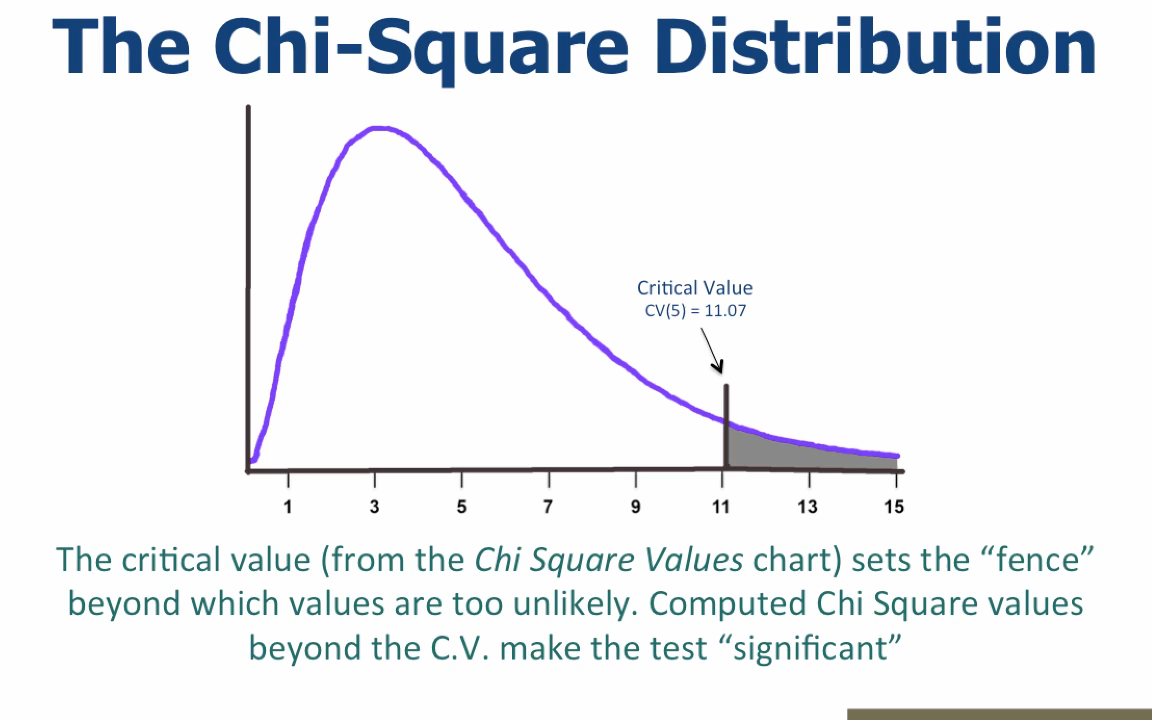 The Chi-Square Distribution
Critical Value
CV(5) = 11.07
1 3 5 7 9 11 13 15
The critical value (from the Chi Square Values chart) sets the “fence”
beyond which values are too unlikely. Computed Chi Square values
beyond the C.V. make the test “significant”